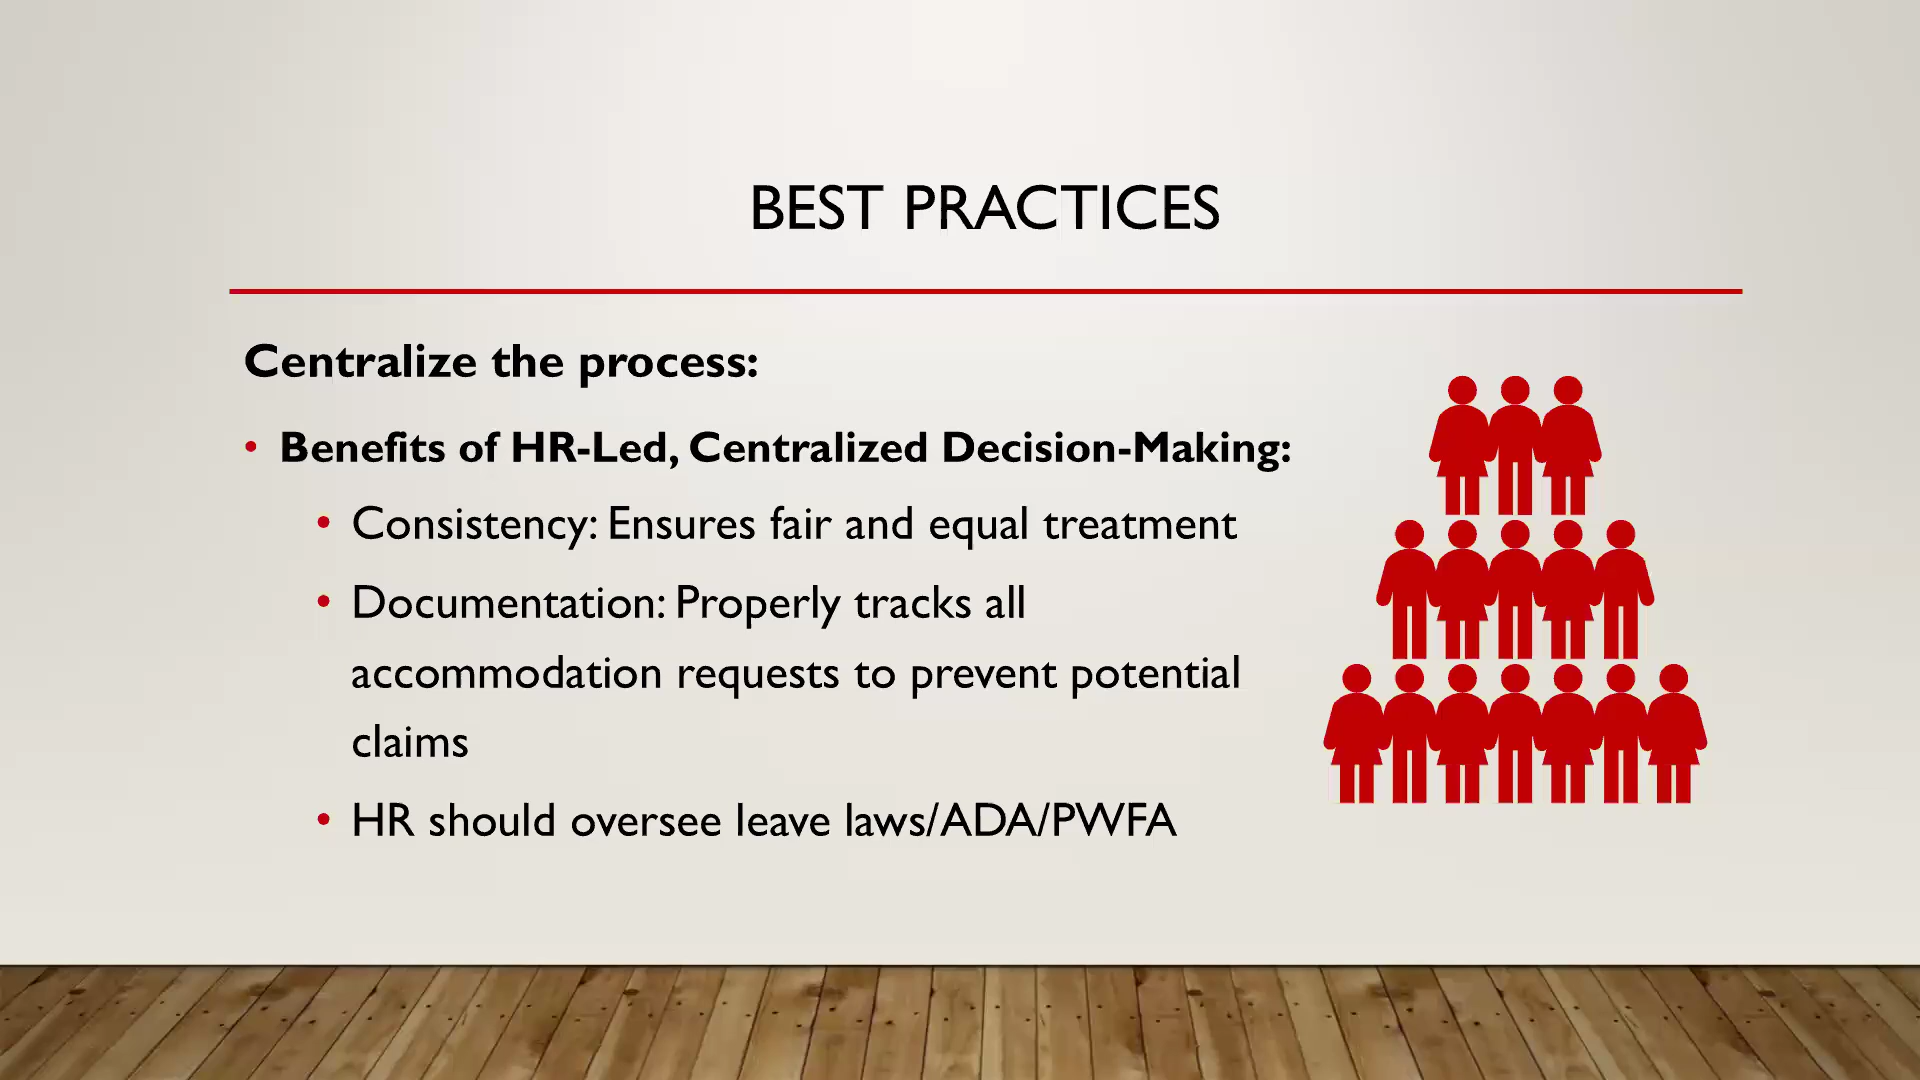 BEST PRACTICES
Centralize the process:
• Benefits of HR-Led, Centralized Decision-Making:
• Consistency: Ensures fair and equal treatment
• Documentation: Properly tracks all
accommodation requests to prevent potential
claims
• HR should oversee leave laws/ADA/PWFA